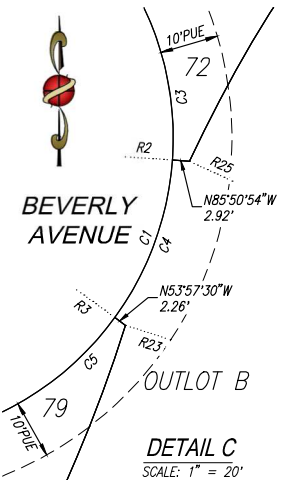 10'PUE
72
C3
R2
R25
N85°50'54"W
2.92'
BEVERLY
AVENUE
C1
C4
N53°57'30"W
2.26'
R3
R23
C5
OUTLOT B
79
10'PUE
DETAIL C
SCALE: 1" = 20'